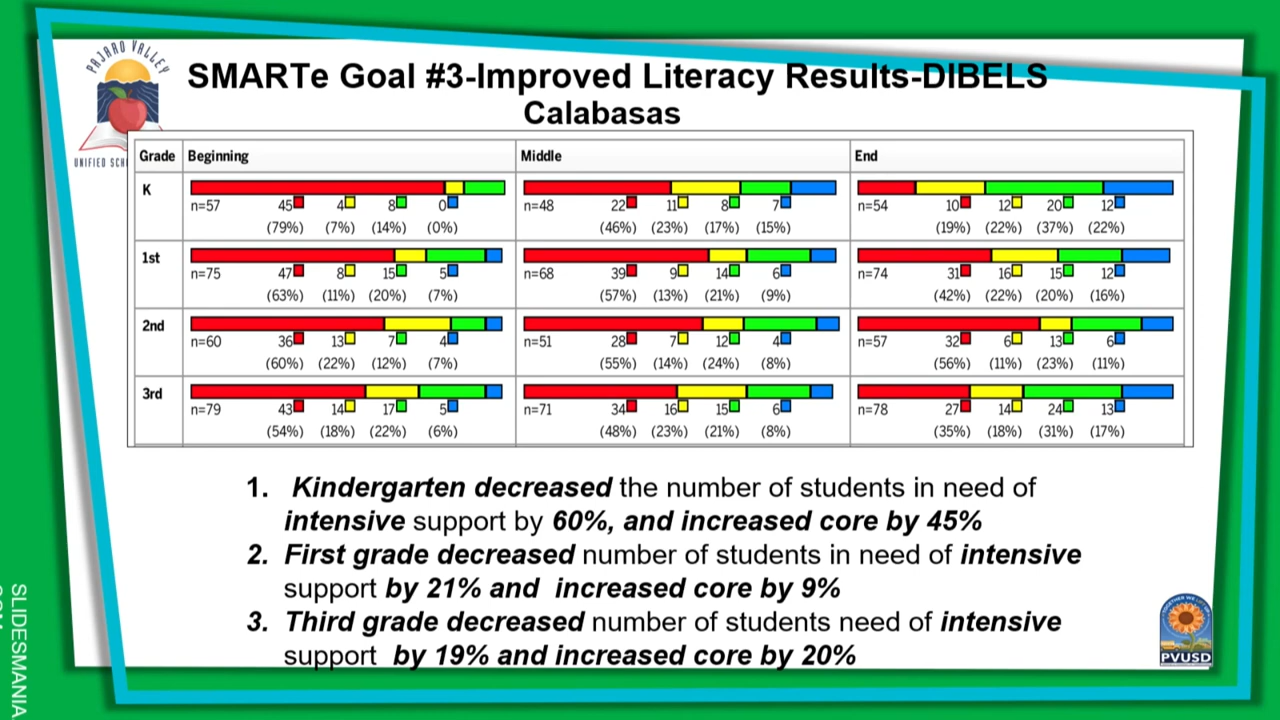 PAJARO VALLEY
UNIFIED SCH
SMARTe Goal #3-Improved Literacy Results-DIBELS
Calabasas
Grade Beginning Middle End
K
n=57 45 4 8 0 n=48 22 11 8 7 n=54 10 12 20 12
(79%) (7%) (14%) (0%) (46%) (23%) (17%) (15%) (19%) (22%) (37%) (22%)
1st
n=75 47 8 15 5 n=68 39 9 14 6 n=74 31 16 15 12
(63%) (11%) (20%) (7%) (57%) (13%) (21%) (9%) (42%) (22%) (20%) (16%)
2nd
n=60 36 13 7 4 n=51 28 7 12 4 n=57 32 6 13 6
(60%) (22%) (12%) (7%) (55%) (14%) (24%) (8%) (56%) (11%) (23%) (11%)
3rd
n=79 43 14 17 5 n=71 34 16 15 6 n=78 27 14 24 13
(54%) (18%) (22%) (6%) (48%) (23%) (21%) (8%) (35%) (18%) (31%) (17%)
1. Kindergarten decreased the number of students in need of
intensive support by 60%, and increased core by 45%
2. First grade decreased number of students in need of intensive
support by 21% and increased core by 9%
3. Third grade decreased number of students need of intensive
support by 19% and increased core by 20%
SLIDESMANIA
PVUSD